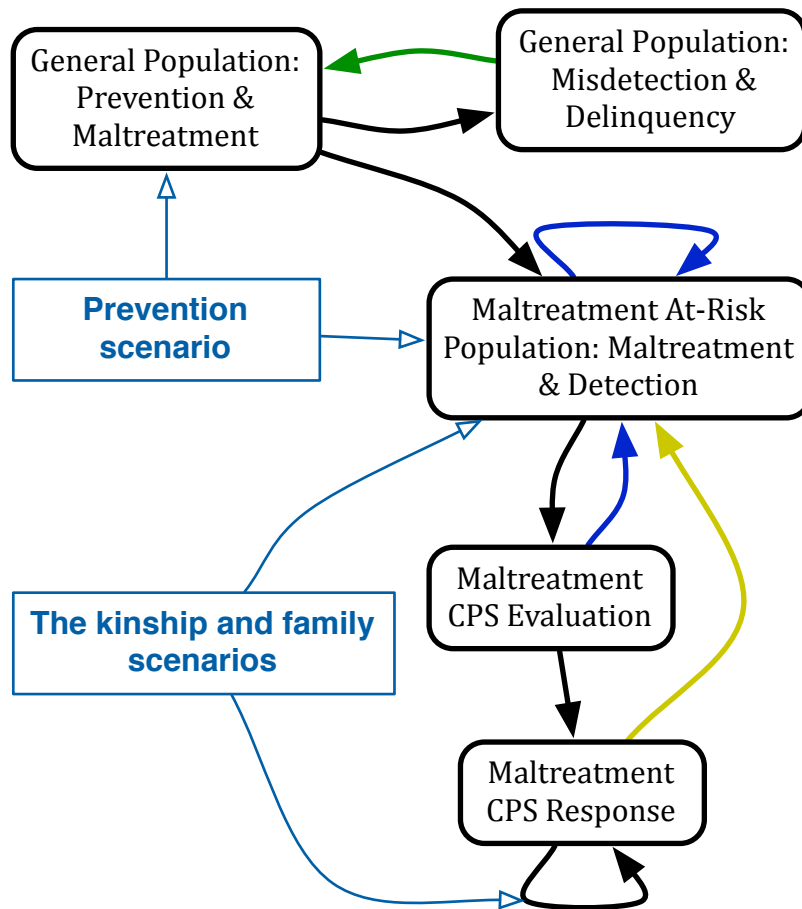 General Population:
Prevention &
Maltreatment
General Population:
Misdetection &
Delinquency
Prevention
scenario
Maltreatment At-Risk
Population: Maltreatment
& Detection
Maltreatment
CPS Evaluation
The kinship and family
scenarios
Maltreatment
CPS Response